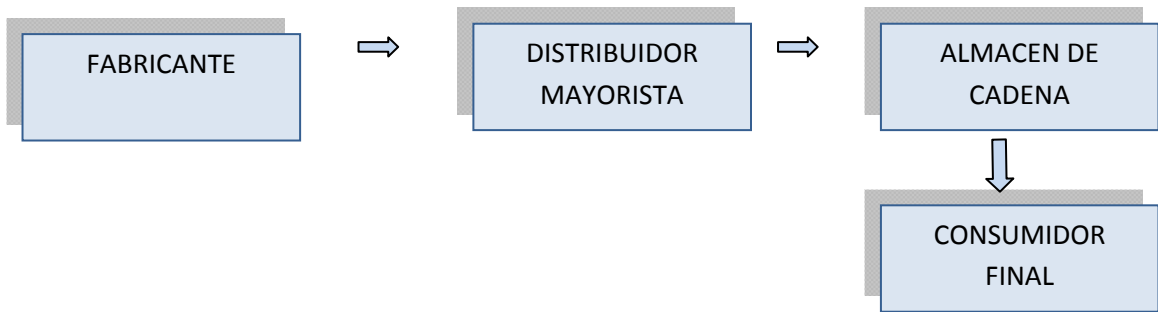 FABRICANTE
DISTRIBUIDOR
MAYORISTA
ALMACEN DE
CADENA
CONSUMIDOR
FINAL